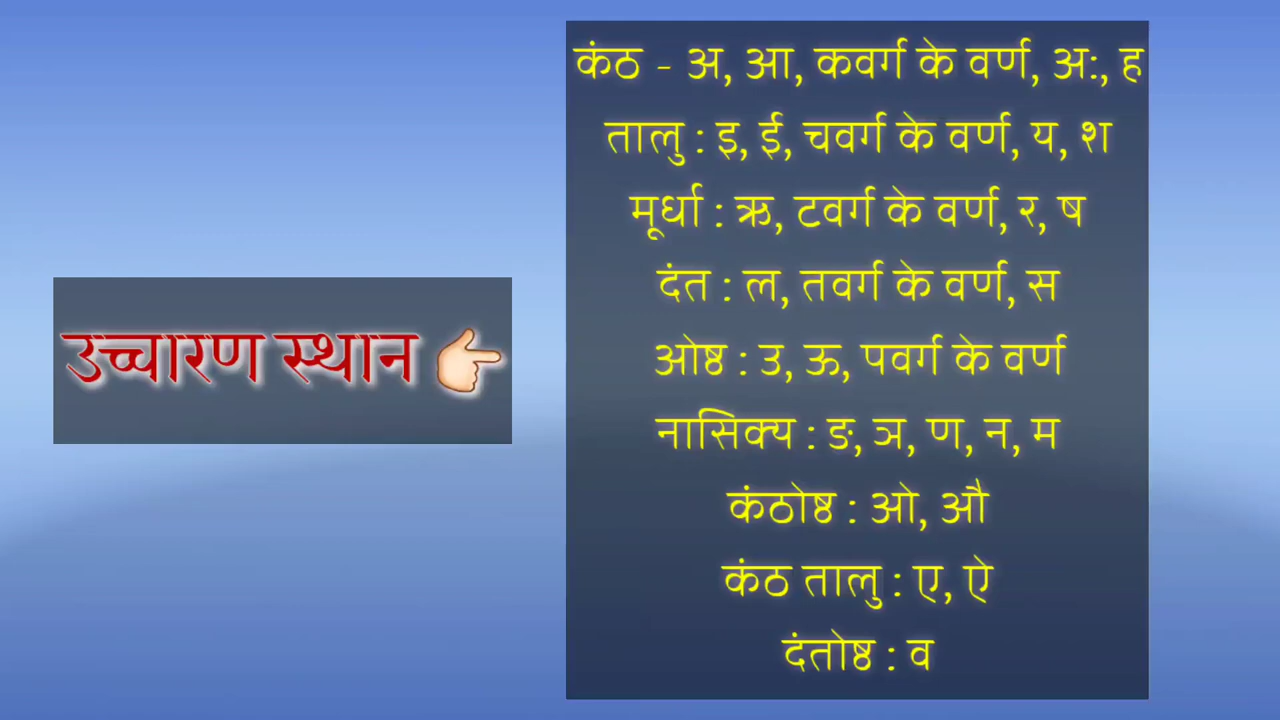 उच्चारण स्थान
कंठ - अ, आ, कवर्ग के वर्ण, अ:, ह
तालु : इ, ई, चवर्ग के वर्ण, य, श
मूर्धा : ऋ, टवर्ग के वर्ण, र, ष
दंत : ल, तवर्ग के वर्ण, स
ओष्ठ : उ, ऊ, पवर्ग के वर्ण
नासिक्य : ङ, ञ, ण, न, म
कंठोष्ठ : ओ, औ
कंठ तालु : ए, ऐ
दंतोष्ठ : व